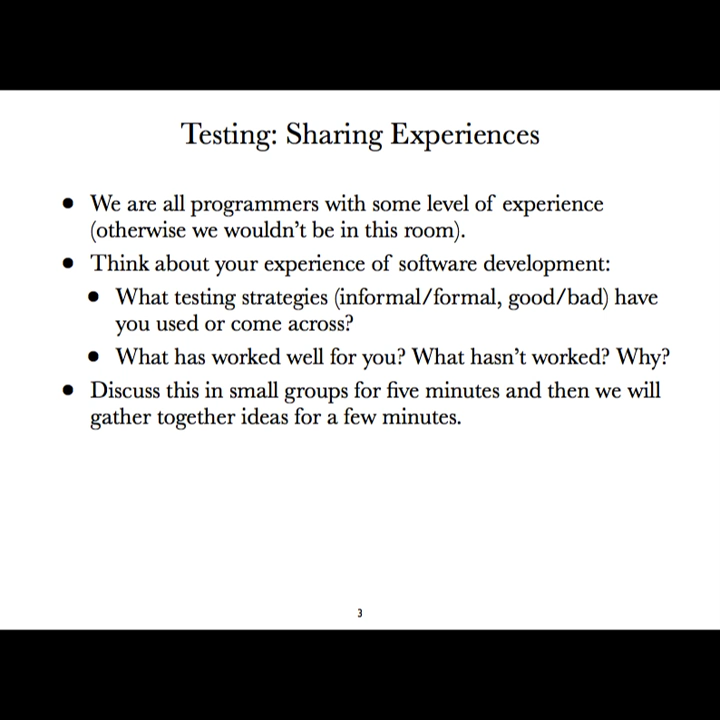 Testing: Sharing Experiences
• We are all programmers with some level of experience
(otherwise we wouldn’t be in this room).
• Think about your experience of software development:
• What testing strategies (informal/formal, good/bad) have
you used or come across?
• What has worked well for you? What hasn’t worked? Why?
• Discuss this in small groups for five minutes and then we will
gather together ideas for a few minutes.
3